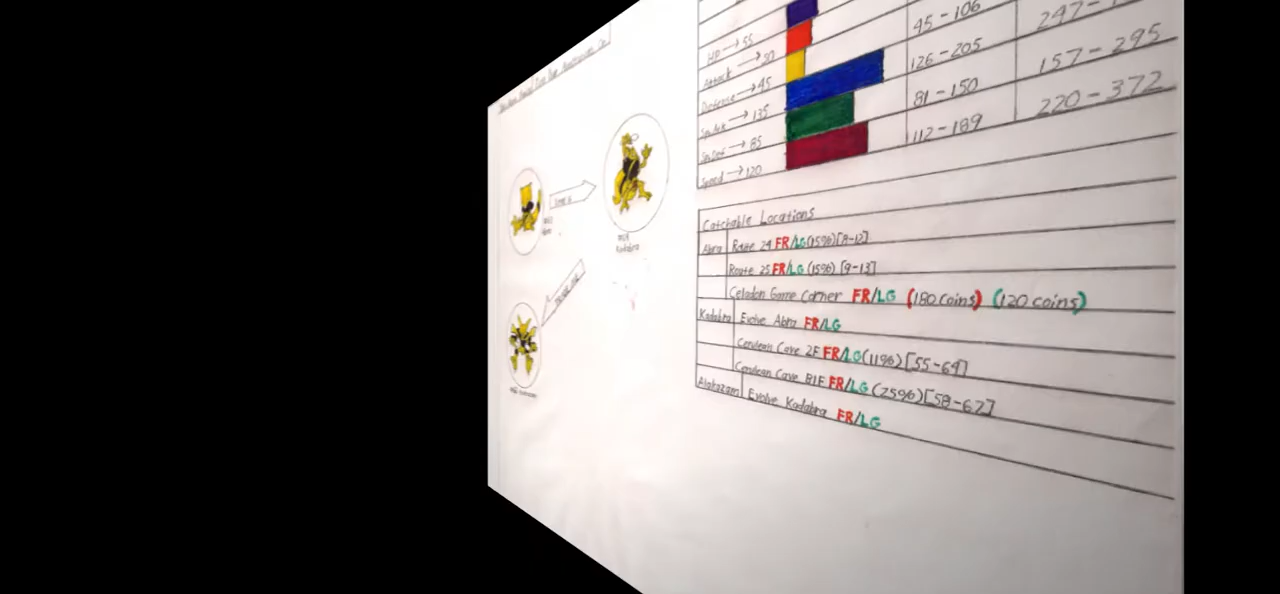 45-106
247-
HP → 55
126-205
157-295
Attack → 50
Defense → 45
81-150
220-372
Sp.Atk → 135
112-189
Sp.Def → 85
Speed → 120
Kadabra
Catchable Locations
Abra Route 24 FR/LG (15%) [8-12]
Route 25 FR/LG (15%) [9-13]
Celadon Game Corner FR/LG (180 coins) (120 coins)
Kadabra Evolve Abra FR/LG
Cerulean Cave 2F FR/LG (11%) [55-64]
Cerulean Cave B1F FR/LG (25%) [58-67]
Alakazam Evolve Kadabra FR/LG